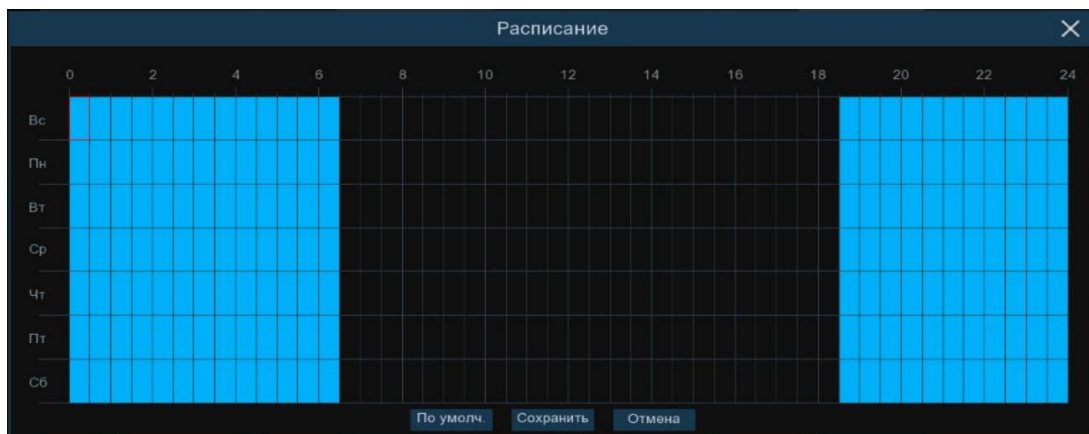 Расписание
0 2 4 6 8 10 12 14 16 18 20 22 24
Вс
Пн
Вт
Ср
Чт
Пт
Сб
По умолч. Сохранить Отмена